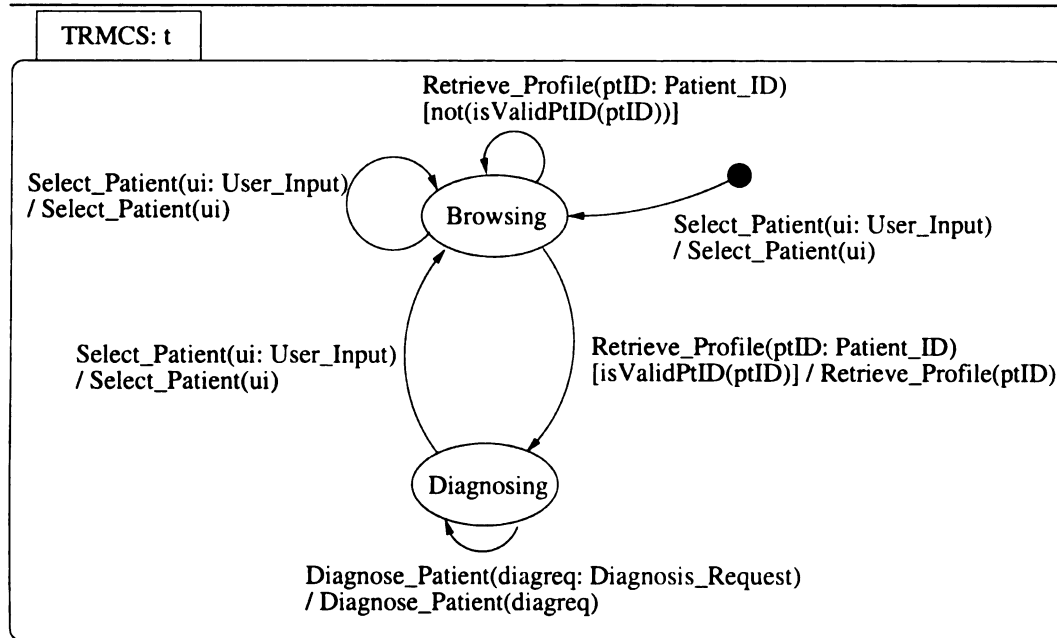 TRMCS: t
Retrieve_Profile(ptID: Patient_ID)
[not(isValidPtID(ptID))]
Select_Patient(ui: User_Input)
/ Select_Patient(ui)
Browsing
Select_Patient(ui: User_Input)
/ Select_Patient(ui)
Select_Patient(ui: User_Input)
/ Select_Patient(ui)
Retrieve_Profile(ptID: Patient_ID)
[isValidPtID(ptID)] / Retrieve_Profile(ptID)
Diagnosing
Diagnose_Patient(diagreq: Diagnosis_Request)
/ Diagnose_Patient(diagreq)